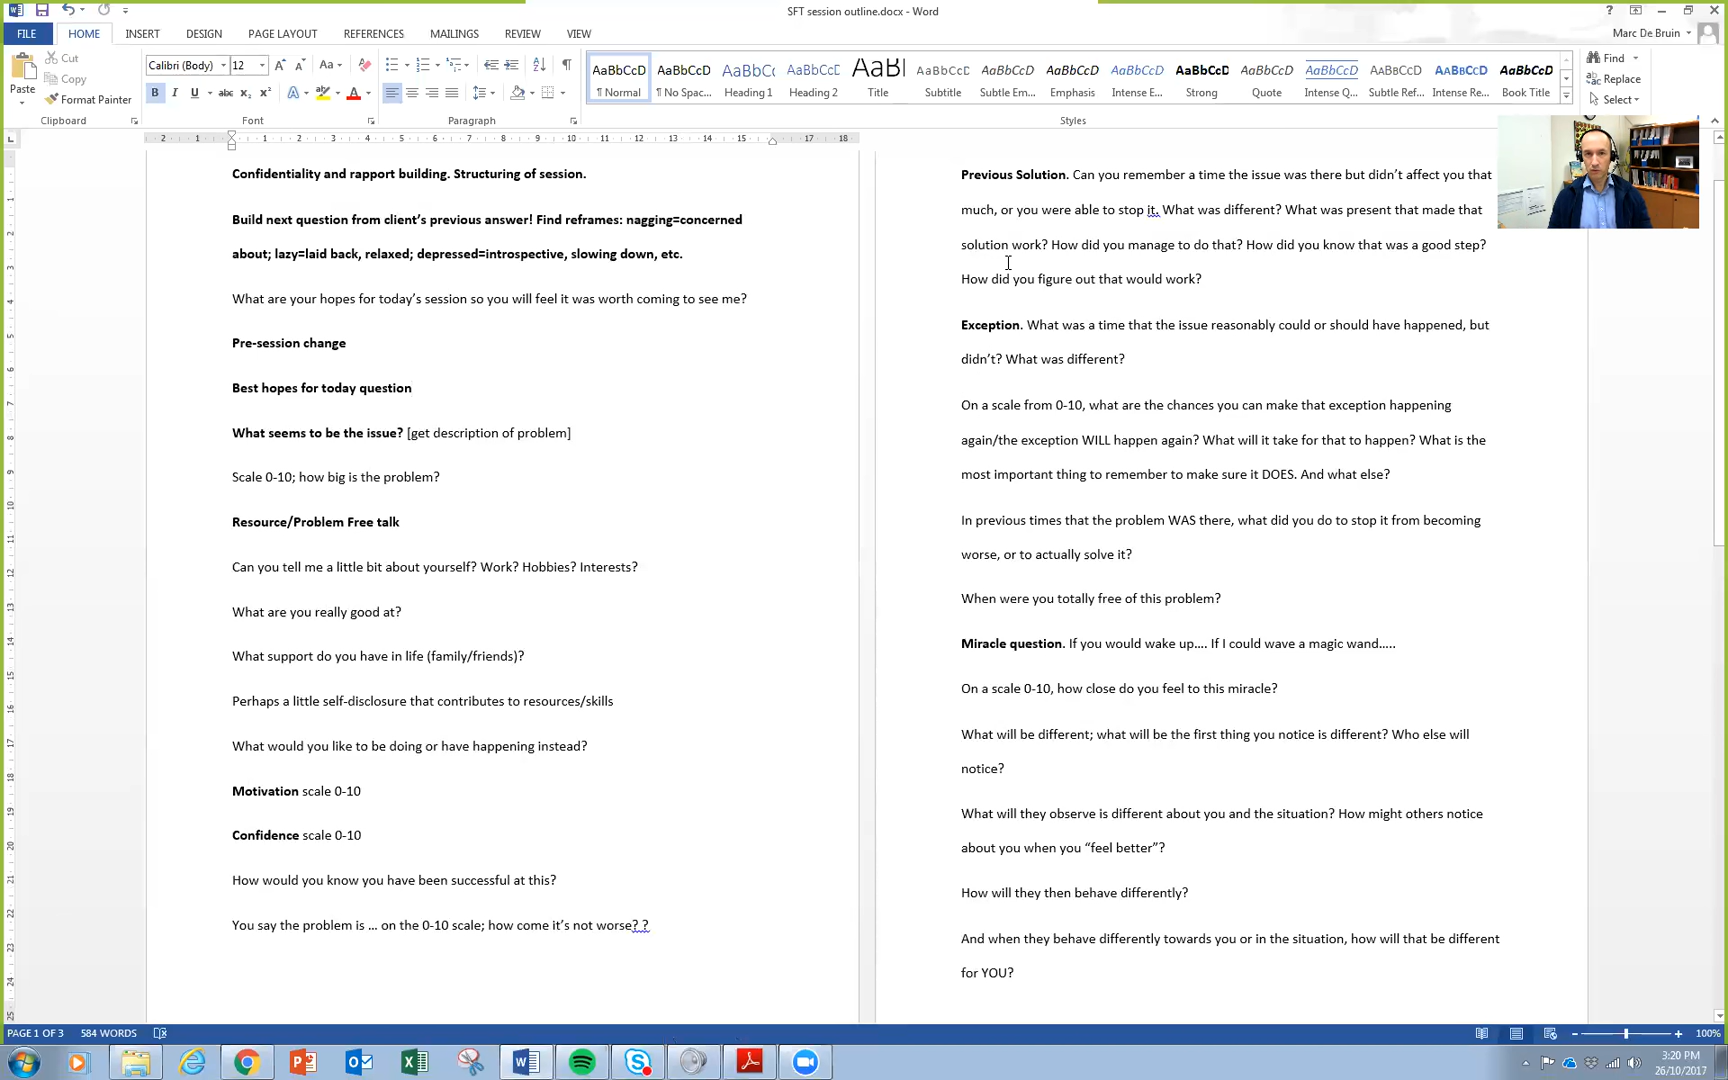 SFT session outline.docx - Word
Marc De Bruin
FILE HOME INSERT DESIGN PAGE LAYOUT REFERENCES MAILINGS REVIEW VIEW
Paste
Cut
Copy
Format Painter
Clipboard
Calibri (Body) 12
Font
Paragraph
AaBbCcD AaBbCcD AaBbCc AaBbCcD AaB AaBbCcD AaBbCcD AaBbCcD AaBbCcD AaBbCcD AaBbCcD AaBbCcD AaBbCcD AaBbCcD AaBbCcD
¶ Normal ¶ No Spac... Heading 1 Heading 2 Title Subtitle Subtle Em... Emphasis Intense E... Strong Quote Intense Q... Subtle Ref... Intense Re... Book Title
Styles
Find
Replace
Select
Confidentiality and rapport building. Structuring of session.
Build next question from client’s previous answer! Find reframes: nagging=concerned
about; lazy=laid back, relaxed; depressed=introspective, slowing down, etc.
What are your hopes for today’s session so you will feel it was worth coming to see me?
Pre-session change
Best hopes for today question
What seems to be the issue? [get description of problem]
Scale 0-10; how big is the problem?
Resource/Problem Free talk
Can you tell me a little bit about yourself? Work? Hobbies? Interests?
What are you really good at?
What support do you have in life (family/friends)?
Perhaps a little self-disclosure that contributes to resources/skills
What would you like to be doing or have happening instead?
Motivation scale 0-10
Confidence scale 0-10
How would you know you have been successful at this?
You say the problem is … on the 0-10 scale; how come it’s not worse? ?
Previous Solution. Can you remember a time the issue was there but didn’t affect you that
much, or you were able to stop it. What was different? What was present that made that
solution work? How did you manage to do that? How did you know that was a good step?
How did you figure out that would work?
Exception. What was a time that the issue reasonably could or should have happened, but
didn’t? What was different?
On a scale from 0-10, what are the chances you can make that exception happening
again/the exception WILL happen again? What will it take for that to happen? What is the
most important thing to remember to make sure it DOES. And what else?
In previous times that the problem WAS there, what did you do to stop it from becoming
worse, or to actually solve it?
When were you totally free of this problem?
Miracle question. If you would wake up…. If I could wave a magic wand…..
On a scale 0-10, how close do you feel to this miracle?
What will be different; what will be the first thing you notice is different? Who else will
notice?
What will they observe is different about you and the situation? How might others notice
about you when you “feel better”?
How will they then behave differently?
And when they behave differently towards you or in the situation, how will that be different
for YOU?
PAGE 1 OF 3 584 WORDS
100%
3:20 PM
26/10/2017